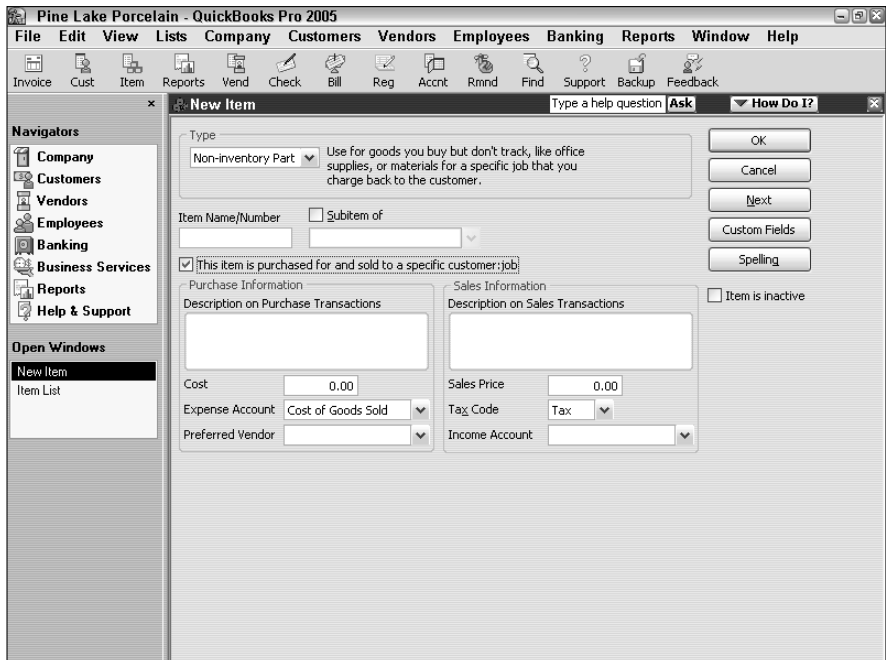 Pine Lake Porcelain - QuickBooks Pro 2005
File Edit View Lists Company Customers Vendors Employees Banking Reports Window Help
Invoice Cust Item Reports Vend Check Bill Reg Accnt Rmnd Find Support Backup Feedback
New Item
Type a help question Ask
How Do I?
Navigators
Company
Customers
Vendors
Employees
Banking
Business Services
Reports
Help & Support
Open Windows
New Item
Item List
Type
Non-inventory Part
Use for goods you buy but don't track, like office
supplies, or materials for a specific job that you
charge back to the customer.
Item Name/Number
Subitem of
This item is purchased for and sold to a specific customer:job
Purchase Information
Description on Purchase Transactions
Cost 0.00
Expense Account Cost of Goods Sold
Preferred Vendor
Sales Information
Description on Sales Transactions
Sales Price 0.00
Tax Code Tax
Income Account
OK
Cancel
Next
Custom Fields
Spelling
Item is inactive